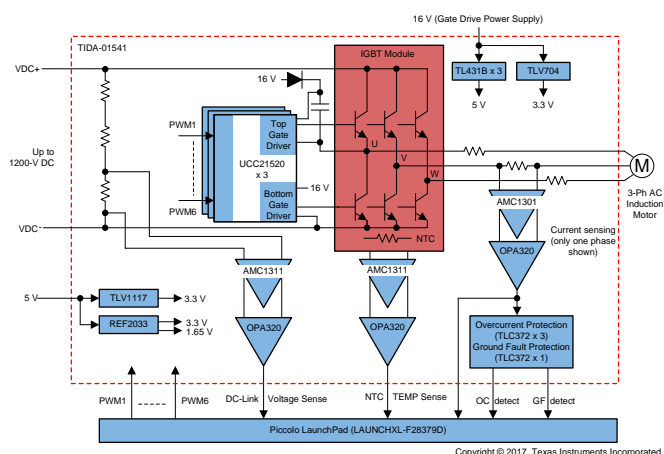 16 V (Gate Drive Power Supply)
TIDA-01541
IGBT Module
VDC+
16 V
TL431B x 3
TLV704
5 V
3.3 V
PWM1
Top
Gate
Driver
Up to
1200-V DC
UCC21520
x 3
U
V
W
M
16 V
3-Ph AC
Induction
Motor
PWM6
Bottom
Gate
Driver
AMC1301
VDC-
NTC
Current sensing
(only one phase
shown)
OPA320
AMC1311
AMC1311
5 V
TLV1117
3.3 V
REF2033
3.3 V
1.65 V
OPA320
OPA320
Overcurrent Protection
(TLC372 x 3)
Ground Fault Protection
(TLC372 x 1)
PWM1
PWM6
DC-Link
Voltage Sense
NTC
TEMP Sense
OC
detect
GF
detect
Piccolo LaunchPad (LAUNCHXL-F28379D)
Copyright © 2017, Texas Instruments Incorporated